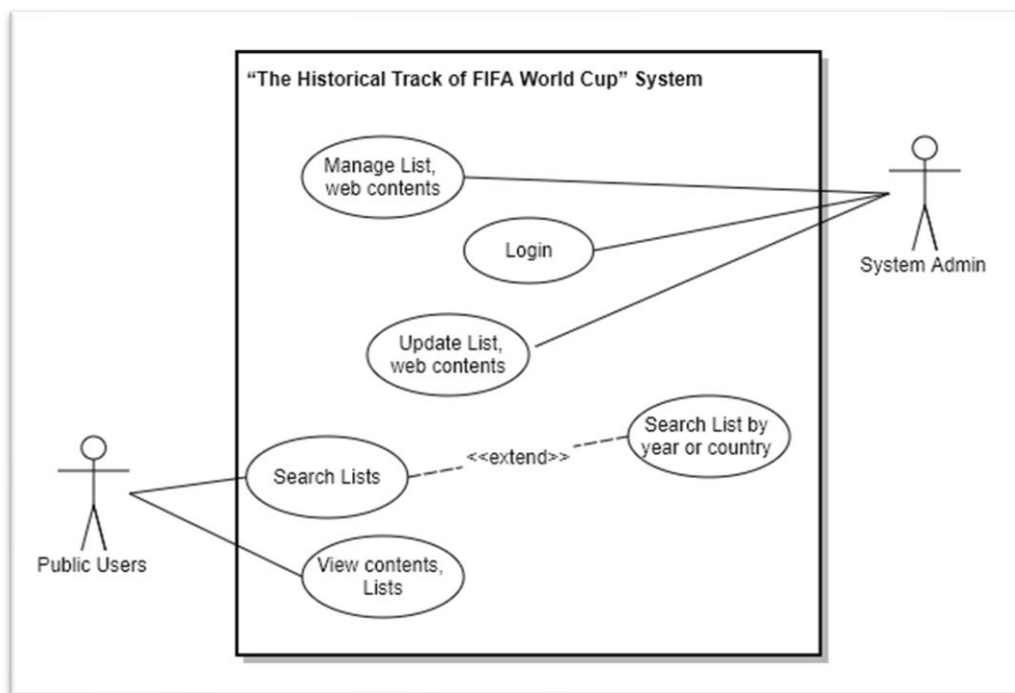 “The Historical Track of FIFA World Cup” System
Manage List,
web contents
Login
System Admin
Update List,
web contents
Search List by
year or country
<<extend>>
Search Lists
Public Users
View contents,
Lists